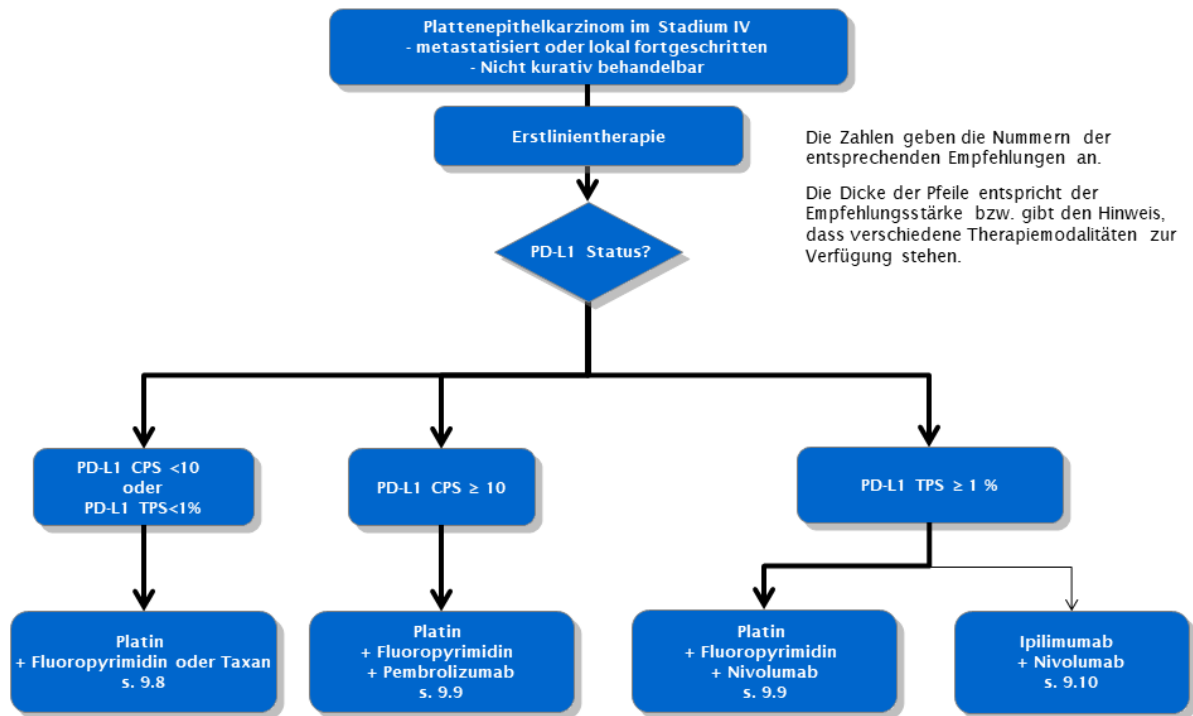 Plattenepithelkarzinom im Stadium IV
- metastatisiert oder lokal fortgeschritten
- Nicht kurativ behandelbar
Erstlinientherapie
Die Zahlen geben die Nummern der
entsprechenden Empfehlungen an.
Die Dicke der Pfeile entspricht der
Empfehlungsstärke bzw. gibt den Hinweis,
dass verschiedene Therapiemodalitäten zur
Verfügung stehen.
PD-L1 Status?
PD-L1 CPS <10
oder
PD-L1 TPS<1%
PD-L1 CPS ≥ 10
PD-L1 TPS ≥ 1 %
Platin
+ Fluoropyrimidin oder Taxan
s. 9.8
Platin
+ Fluoropyrimidin
+ Pembrolizumab
s. 9.9
Platin
+ Fluoropyrimidin
+ Nivolumab
s. 9.9
Ipilimumab
+ Nivolumab
s. 9.10